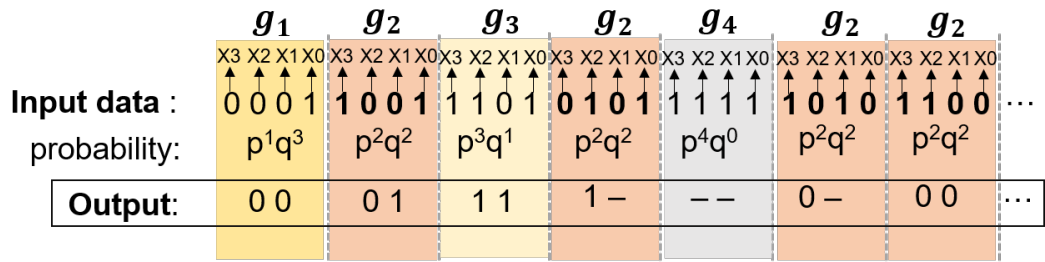 g₁ g₂ g₃ g₂ g₄ g₂ g₂
X3 X2 X1 X0 X3 X2 X1 X0 X3 X2 X1 X0 X3 X2 X1 X0 X3 X2 X1 X0 X3 X2 X1 X0 X3 X2 X1 X0
Input data : 0 0 0 1 1 0 0 1 1 1 0 1 0 1 0 1 1 1 1 1 1 0 1 0 1 1 0 0 ...
probability: p¹q³ p²q² p³q¹ p²q² p⁴q⁰ p²q² p²q²
Output: 0 0 0 1 1 1 1 – – – 0 – 0 0 ...